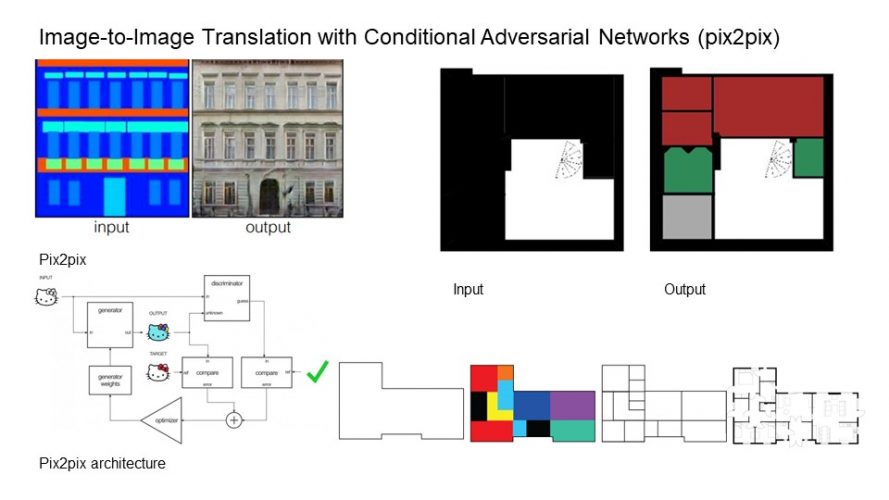 Image-to-Image Translation with Conditional Adversarial Networks (pix2pix)
input
output
Input
Output
Pix2pix
INPUT
discriminator
in
guess
unknown
generator
in
out
OUTPUT
TARGET
in
ref
compare
error
in
compare
ref
error
generator
weights
optimizer
Pix2pix architecture